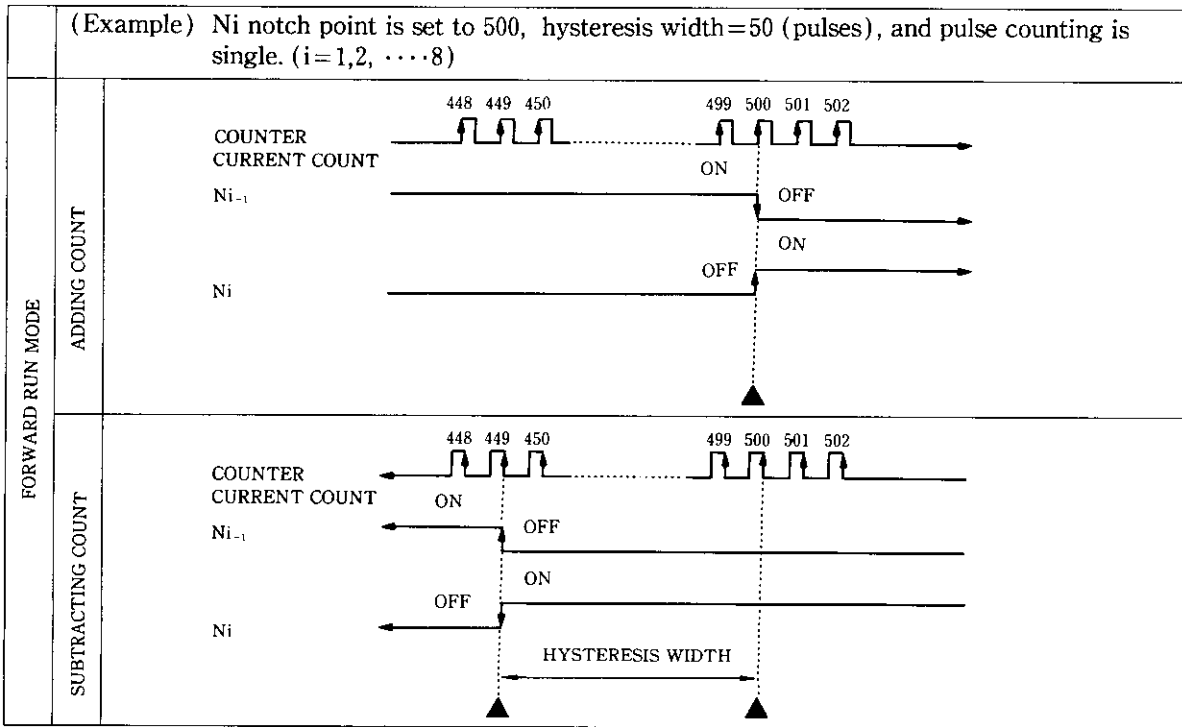 (Example) Ni notch point is set to 500, hysteresis width=50 (pulses), and pulse counting is
single. (i=1,2, ····8)
FORWARD RUN MODE
ADDING COUNT
448 449 450 499 500 501 502
COUNTER
CURRENT COUNT
ON
Ni₋₁
OFF
ON
OFF
Ni
SUBTRACTING COUNT
448 449 450 499 500 501 502
COUNTER
CURRENT COUNT
ON
Ni₋₁
OFF
ON
OFF
Ni
HYSTERESIS WIDTH